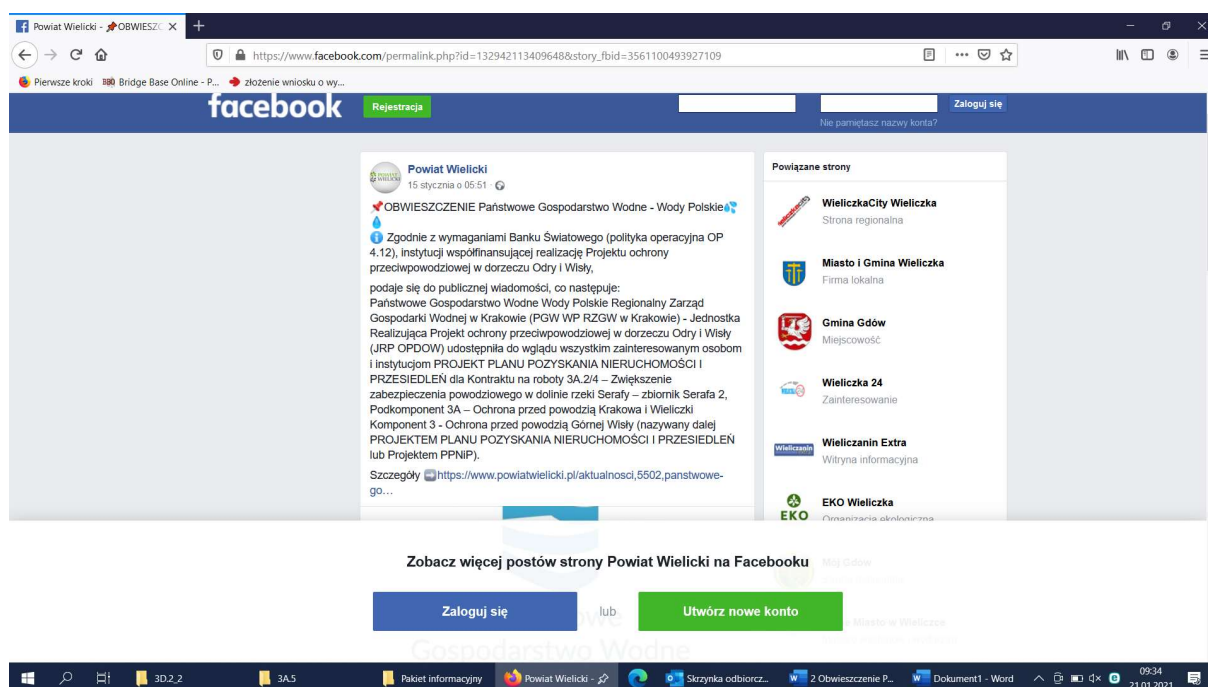 Powiat Wielicki - 📌OBWIESZC
https://www.facebook.com/permalink.php?id=132942113409648&story_fbid=3561100493927109
Pierwsze kroki
BBO Bridge Base Online - P...
złożenie wniosku o wy...
facebook
Rejestracja
Zaloguj się
Nie pamiętasz nazwy konta?
Powiat Wielicki
15 stycznia o 05:51 ·
📌OBWIESZCZENIE Państwowe Gospodarstwo Wodne - Wody Polskie💦
💧
ℹ️ Zgodnie z wymaganiami Banku Światowego (polityka operacyjna OP
4.12), instytucji współfinansującej realizację Projektu ochrony
przeciwpowodziowej w dorzeczu Odry i Wisły,
podaje się do publicznej wiadomości, co następuje:
Państwowe Gospodarstwo Wodne Wody Polskie Regionalny Zarząd
Gospodarki Wodnej w Krakowie (PGW WP RZGW w Krakowie) - Jednostka
Realizująca Projekt ochrony przeciwpowodziowej w dorzeczu Odry i Wisły
(JRP OPDOW) udostępniła do wglądu wszystkim zainteresowanym osobom
i instytucjom PROJEKT PLANU POZYSKANIA NIERUCHOMOŚCI I
PRZESIEDLEŃ dla Kontraktu na roboty 3A.2/4 – Zwiększenie
zabezpieczenia powodziowego w dolinie rzeki Serafy – zbiornik Serafa 2,
Podkomponent 3A – Ochrona przed powodzią Krakowa i Wieliczki
Komponent 3 - Ochrona przed powodzią Górnej Wisły (nazywany dalej
PROJEKTEM PLANU POZYSKANIA NIERUCHOMOŚCI I PRZESIEDLEŃ
lub Projektem PPNiP).
Szczegóły ➡️https://www.powiatwielicki.pl/aktualnosci,5502,panstwowe-
go…
Powiązane strony
WieliczkaCity Wieliczka
Strona regionalna
Miasto i Gmina Wieliczka
Firma lokalna
Gmina Gdów
Miejscowość
Wieliczka 24
Zainteresowanie
Wieliczanin
Wieliczanin Extra
Witryna informacyjna
EKO
EKO Wieliczka
Organizacja ekologiczna
Mój Gdów
Miasto w Wieliczce
Zobacz więcej postów strony Powiat Wielicki na Facebooku
Zaloguj się
lub
Utwórz nowe konto
Gospodarstwo Wodne
3D.2_2
3A.5
Pakiet informacyjny
Powiat Wielicki -
Skrzynka odbiorcz...
2 Obwieszczenie P...
Dokument1 - Word
09:34
21.01.2021